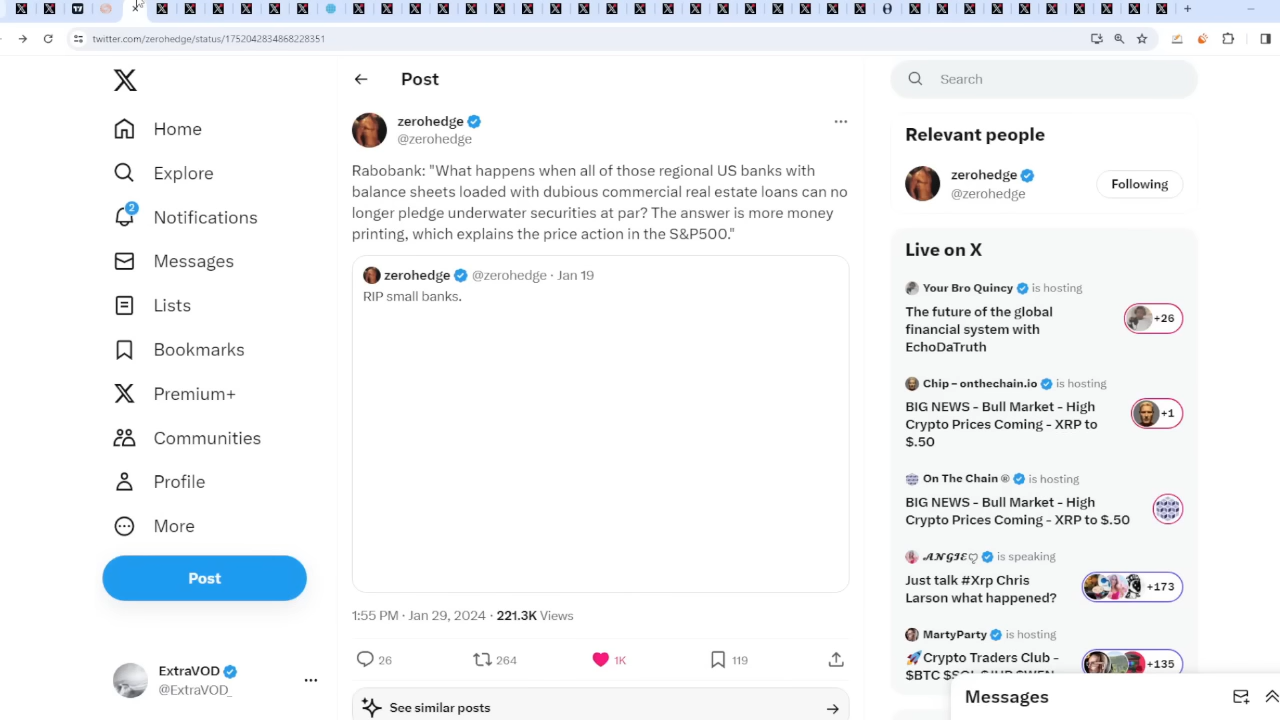 twitter.com/zerohedge/status/1752042834868228351
Home
Explore
2
Notifications
Messages
Lists
Bookmarks
Premium+
Communities
Profile
More
Post
ExtraVOD
@ExtraVOD_
Post
zerohedge
@zerohedge
Rabobank: "What happens when all of those regional US banks with
balance sheets loaded with dubious commercial real estate loans can no
longer pledge underwater securities at par? The answer is more money
printing, which explains the price action in the S&P500."
zerohedge @zerohedge · Jan 19
RIP small banks.
1:55 PM · Jan 29, 2024 · 221.3K Views
26 264 1K 119
See similar posts
Search
Relevant people
zerohedge
@zerohedge
Following
Live on X
Your Bro Quincy is hosting
The future of the global
financial system with
EchoDaTruth
+26
Chip – onthechain.io is hosting
BIG NEWS - Bull Market - High
Crypto Prices Coming - XRP to
$.50
+1
On The Chain ® is hosting
BIG NEWS - Bull Market - High
Crypto Prices Coming - XRP to $.50
𝑨𝑵𝑮𝑰𝑬♡ is speaking
Just talk #Xrp Chris
Larson what happened?
+173
MartyParty is hosting
🚀Crypto Traders Club -
+135
Messages